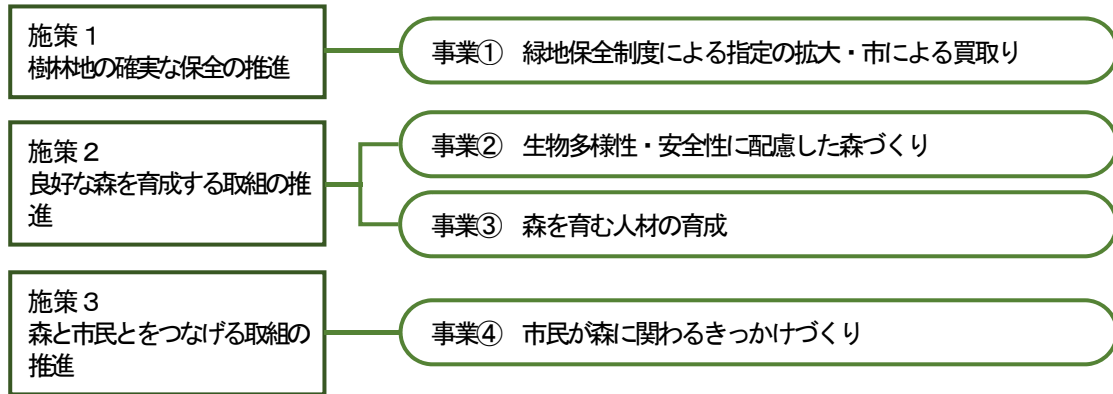 施策１
樹林地の確実な保全の推進
事業①　緑地保全制度による指定の拡大・市による買取り
施策２
良好な森を育成する取組の推
進
事業②　生物多様性・安全性に配慮した森づくり
事業③　森を育む人材の育成
施策３
森と市民とをつなげる取組の
推進
事業④　市民が森に関わるきっかけづくり